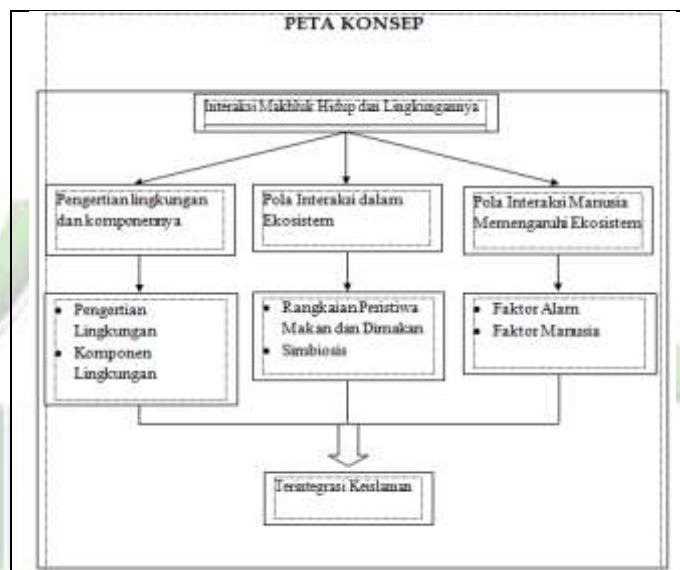 PETA KONSEP
Interaksi Makhluk Hidup dan Lingkungannya
Pengertian lingkungan
dan komponennya
Pola Interaksi dalam
Ekosistem
Pola Interaksi Manusia
Memengaruhi Ekosistem
• Pengertian
Lingkungan
• Komponen
Lingkungan
• Rangkaian Peristiwa
Makan dan Dimakan
• Simbiosis
• Faktor Alam
• Faktor Manusia
Terintegrasi Keislaman